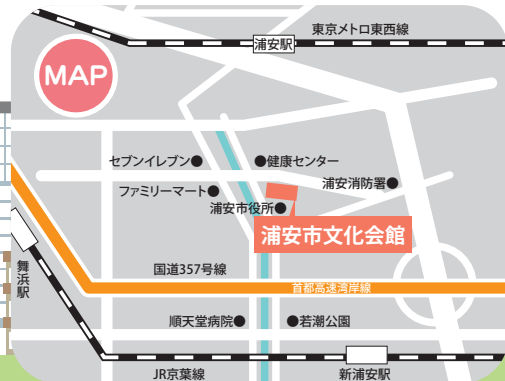 東京メトロ東西線
浦安駅
MAP
セブンイレブン●
●健康センター
ファミリーマート●
浦安消防署●
浦安市役所●
浦安市文化会館
舞浜駅
国道357号線
首都高速湾岸線
順天堂病院●
●若潮公園
JR京葉線
新浦安駅